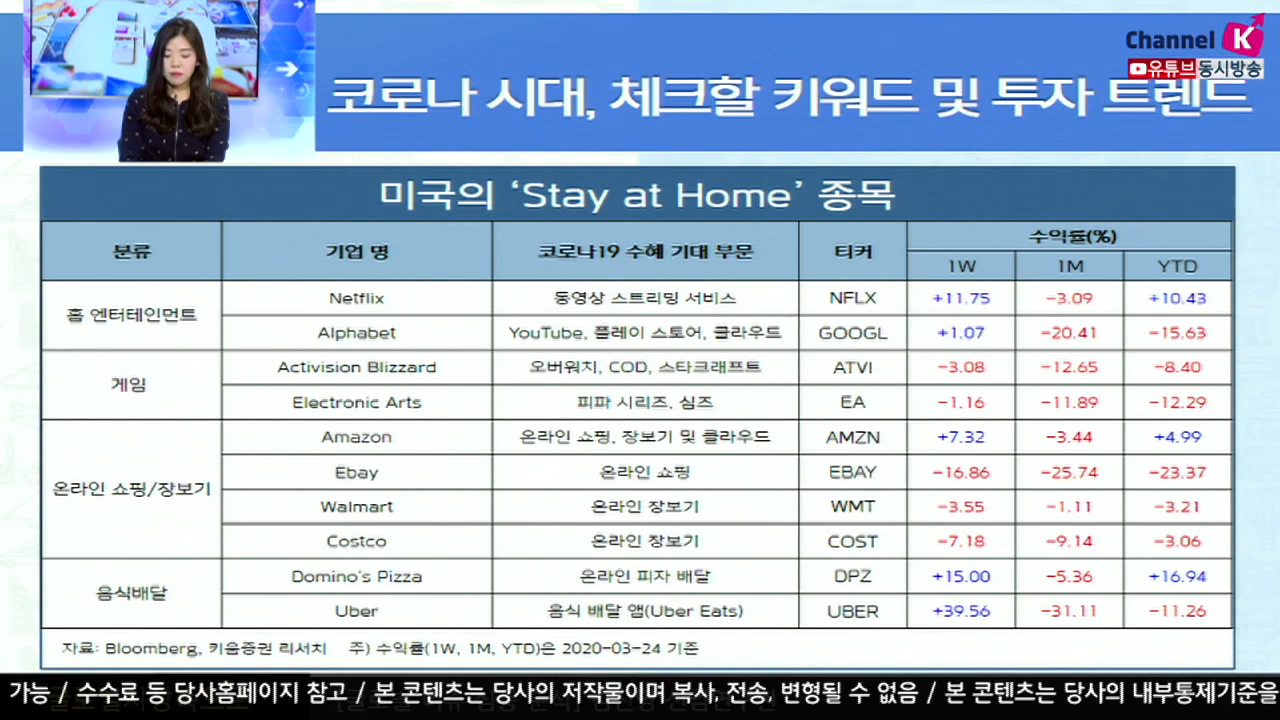 Channel K
유튜브 동시방송
코로나 시대, 체크할 키워드 및 투자 트렌드
미국의 ‘Stay at Home’ 종목
분류 기업 명 코로나19 수혜 기대 부문 티커 수익률(%)
1W 1M YTD
홈 엔터테인먼트
Netflix 동영상 스트리밍 서비스 NFLX +11.75 -3.09 +10.43
Alphabet YouTube, 플레이 스토어, 클라우드 GOOGL +1.07 -20.41 -15.63
게임
Activision Blizzard 오버워치, COD, 스타크래프트 ATVI -3.08 -12.65 -8.40
Electronic Arts 피파 시리즈, 심즈 EA -1.16 -11.89 -12.29
온라인 쇼핑/장보기
Amazon 온라인 쇼핑, 장보기 및 클라우드 AMZN +7.32 -3.44 +4.99
Ebay 온라인 쇼핑 EBAY -16.86 -25.74 -23.37
Walmart 온라인 장보기 WMT -3.55 -1.11 -3.21
Costco 온라인 장보기 COST -7.18 -9.14 -3.06
음식배달
Domino's Pizza 온라인 피자 배달 DPZ +15.00 -5.36 +16.94
Uber 음식 배달 앱(Uber Eats) UBER +39.56 -31.11 -11.26
자료: Bloomberg, 키움증권 리서치 주) 수익률(1W, 1M, YTD)은 2020-03-24 기준
가능 / 수수료 등 당사홈페이지 참고 / 본 콘텐츠는 당사의 저작물이며 복사, 전송, 변형될 수 없음 / 본 콘텐츠는 당사의 내부통제기준을